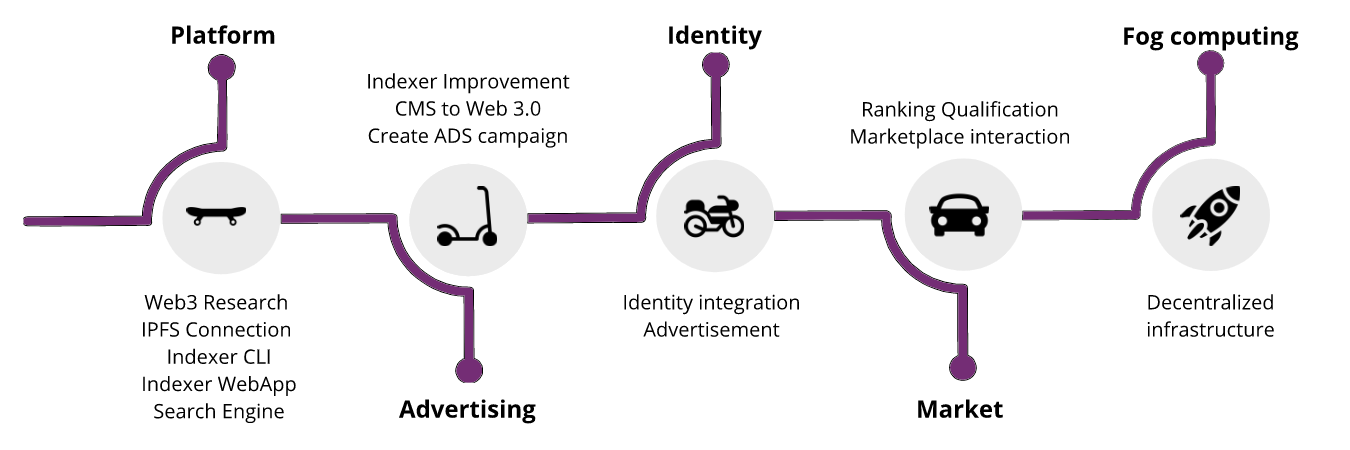 Platform
Web3 Research
IPFS Connection
Indexer CLI
Indexer WebApp
Search Engine
Indexer Improvement
CMS to Web 3.0
Create ADS campaign
Advertising
Identity
Identity integration
Advertisement
Ranking Qualification
Marketplace interaction
Market
Fog computing
Decentralized
infrastructure